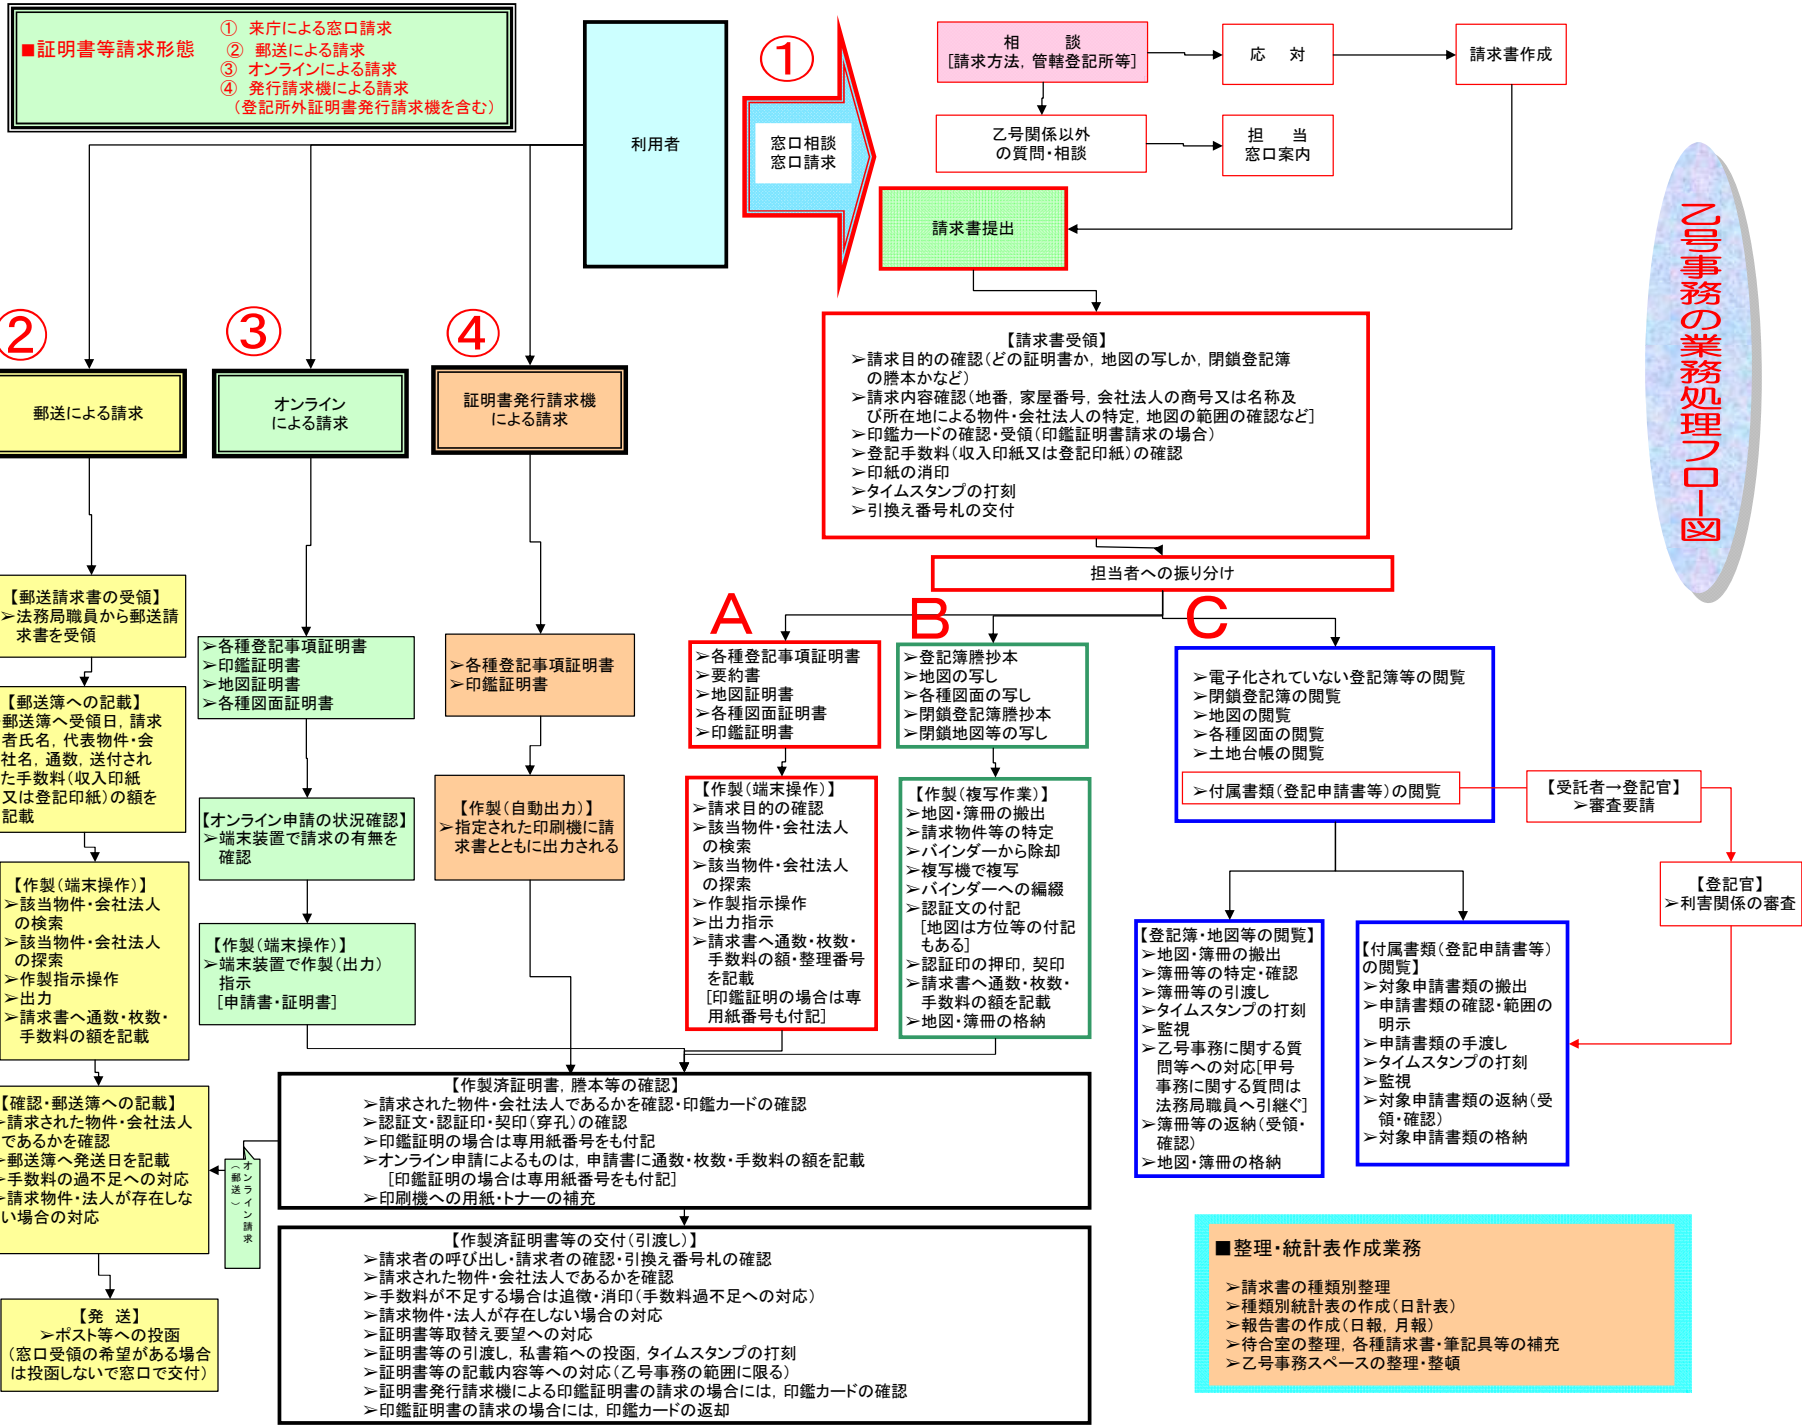 ■証明書等請求形態
① 来庁による窓口請求
② 郵送による請求
③ オンラインによる請求
④ 発行請求機による請求
（登記所外証明書発行請求機を含む）
利用者
①
窓口相談
窓口請求
相　談
［請求方法，管轄登記所等］
応　対
請求書作成
乙号関係以外
の質問・相談
担　当
窓口案内
請求書提出
乙号事務の業務処理フロー図
②
③
④
郵送による請求
オンライン
による請求
証明書発行請求機
による請求
【請求書受領】
➢請求目的の確認（どの証明書か，地図の写しか，閉鎖登記簿
の謄本かなど）
➢請求内容確認（地番，家屋番号，会社法人の商号又は名称及
び所在地による物件・会社法人の特定，地図の範囲の確認など］
➢印鑑カードの確認・受領（印鑑証明書請求の場合）
➢登記手数料（収入印紙又は登記印紙）の確認
➢印紙の消印
➢タイムスタンプの打刻
➢引換え番号札の交付
担当者への振り分け
【郵送請求書の受領】
➢法務局職員から郵送請
求書を受領
【郵送簿への記載】
郵送簿へ受領日，請求
者氏名，代表物件・会
社名，通数，送付され
た手数料（収入印紙
又は登記印紙）の額を
記載
【作製（端末操作）】
➢該当物件・会社法人
の検索
➢該当物件・会社法人
の探索
➢作製指示操作
➢出力
➢請求書へ通数・枚数・
手数料の額を記載
【確認・郵送簿への記載】
➢請求された物件・会社法人
であるかを確認
➢郵送簿へ発送日を記載
➢手数料の過不足への対応
➢請求物件・法人が存在しな
い場合の対応
【発　送】
➢ポスト等への投函
（窓口受領の希望がある場合
は投函しないで窓口で交付）
➢各種登記事項証明書
➢印鑑証明書
➢地図証明書
➢各種図面証明書
【オンライン申請の状況確認】
➢端末装置で請求の有無を
確認
【作製（端末操作）】
➢端末装置で作製（出力）
指示
［申請書・証明書］
➢各種登記事項証明書
➢印鑑証明書
【作製（自動出力）】
➢指定された印刷機に請
求書とともに出力される
A
➢各種登記事項証明書
➢要約書
➢地図証明書
➢各種図面証明書
➢印鑑証明書
【作製（端末操作）】
➢請求目的の確認
➢該当物件・会社法人
の検索
➢該当物件・会社法人
の探索
➢作製指示操作
➢出力指示
➢請求書へ通数・枚数・
手数料の額・整理番号
を記載
［印鑑証明の場合は専
用紙番号も付記］
B
➢登記簿謄抄本
➢地図の写し
➢各種図面の写し
➢閉鎖登記簿謄抄本
➢閉鎖地図等の写し
【作製（複写作業）】
➢地図・簿冊の搬出
➢請求物件等の特定
➢バインダーから除却
➢複写機で複写
➢バインダーへの編綴
➢認証文の付記
［地図は方位等の付記
もある］
➢認証印の押印，契印
➢請求書へ通数・枚数・
手数料の額を記載
➢地図・簿冊の格納
C
➢電子化されていない登記簿等の閲覧
➢閉鎖登記簿の閲覧
➢地図の閲覧
➢各種図面の閲覧
➢土地台帳の閲覧
➢付属書類（登記申請書等）の閲覧
【受託者→登記官】
➢審査要請
【登記官】
➢利害関係の審査
【登記簿・地図等の閲覧】
➢地図・簿冊の搬出
➢簿冊等の特定・確認
➢簿冊等の引渡し
➢タイムスタンプの打刻
➢監視
➢乙号事務に関する質
問等への対応［甲号
事務に関する質問は
法務局職員へ引継ぐ］
➢簿冊等の返納（受領・
確認）
➢地図・簿冊の格納
【付属書類（登記申請書等）
の閲覧】
➢対象申請書類の搬出
➢申請書類の確認・範囲の
明示
➢申請書類の手渡し
➢タイムスタンプの打刻
➢監視
➢対象申請書類の返納（受
領・確認）
➢対象申請書類の格納
【作製済証明書，謄本等の確認】
➢請求された物件・会社法人であるかを確認・印鑑カードの確認
➢認証文・認証印・契印（穿孔）の確認
➢印鑑証明の場合は専用紙番号をも付記
➢オンライン申請によるものは，申請書に通数・枚数・手数料の額を記載
［印鑑証明の場合は専用紙番号をも付記］
➢印刷機への用紙・トナーの補充
オンライン請求
（郵送）
【作製済証明書等の交付（引渡し）】
➢請求者の呼び出し・請求者の確認・引換え番号札の確認
➢請求された物件・会社法人であるかを確認
➢手数料が不足する場合は追徴・消印（手数料過不足への対応）
➢請求物件・法人が存在しない場合の対応
➢証明書等取替え要望への対応
➢証明書等の引渡し，私書箱への投函，タイムスタンプの打刻
➢証明書等の記載内容等への対応（乙号事務の範囲に限る）
➢証明書発行請求機による印鑑証明書の請求の場合には，印鑑カードの確認
➢印鑑証明書の請求の場合には，印鑑カードの返却
■整理・統計表作成業務
➢請求書の種類別整理
➢種類別統計表の作成（日計表）
➢報告書の作成（日報，月報）
➢待合室の整理，各種請求書・筆記具等の補充
➢乙号事務スペースの整理・整頓